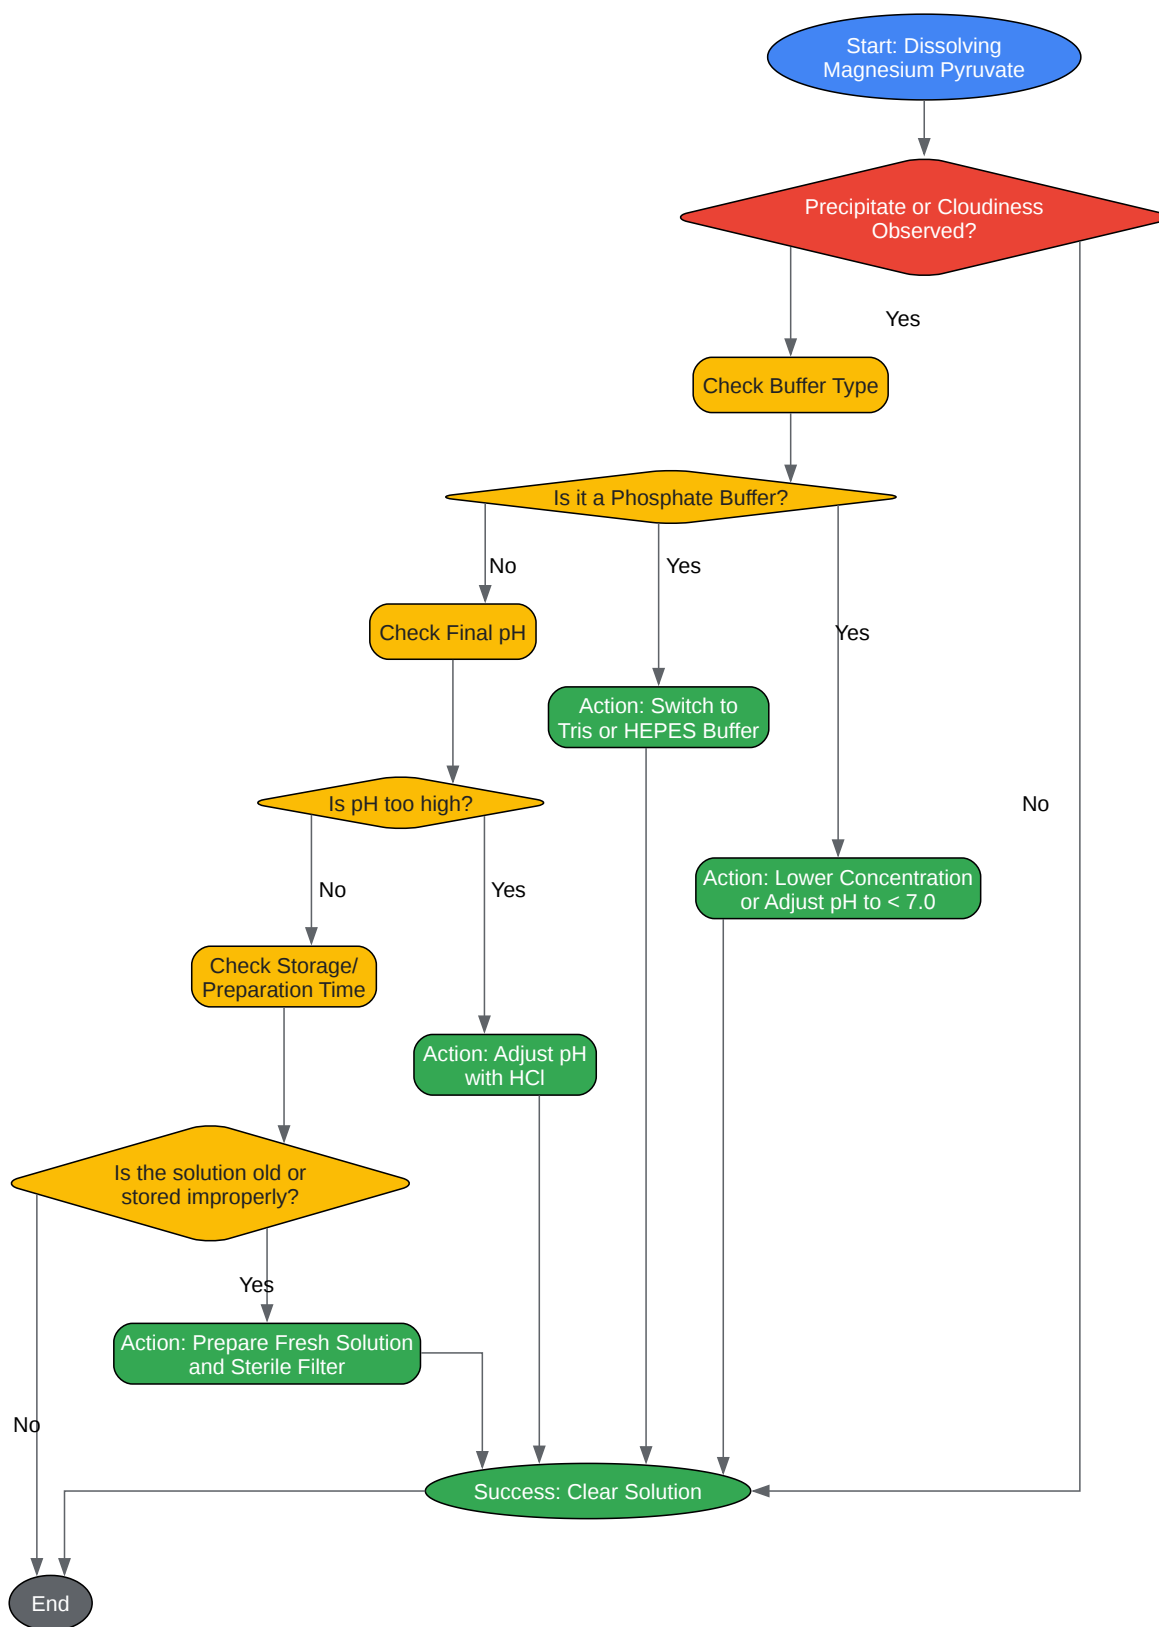 Start: Dissolving
Magnesium Pyruvate
Precipitate or Cloudiness
Observed?
Yes
Check Buffer Type
Is it a Phosphate Buffer?
No
Yes
Yes
Check Final pH
Action: Switch to
Tris or HEPES Buffer
Is pH too high?
No
No
Yes
Action: Lower Concentration
or Adjust pH to < 7.0
Check Storage/
Preparation Time
Action: Adjust pH
with HCl
Is the solution old or
stored improperly?
Yes
Action: Prepare Fresh Solution
and Sterile Filter
No
Success: Clear Solution
End